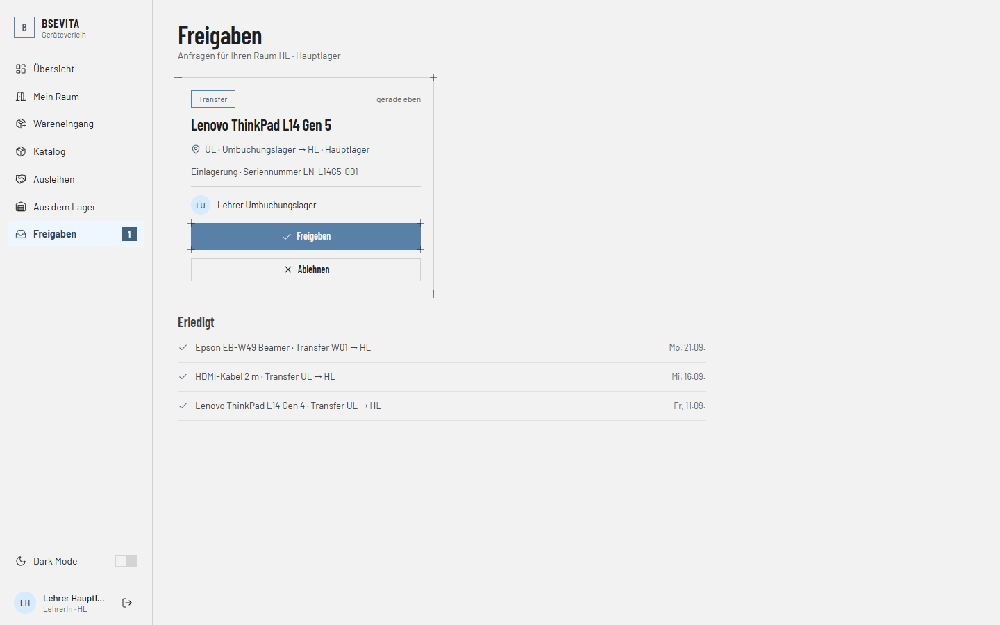 B
BSEVITA
Geräteverleih
Übersicht
Mein Raum
Wareneingang
Katalog
Ausleihen
Aus dem Lager
Freigaben 1
Dark Mode
LH
Lehrer Hauptl...
LehrerIn · HL
Freigaben
Anfragen für Ihren Raum HL · Hauptlager
Transfer gerade eben
Lenovo ThinkPad L14 Gen 5
UL · Umbuchungslager → HL · Hauptlager
Einlagerung · Seriennummer LN-L14G5-001
LU Lehrer Umbuchungslager
Freigeben
Ablehnen
Erledigt
Epson EB-W49 Beamer · Transfer W01 → HL Mo, 21.09.
HDMI-Kabel 2 m · Transfer UL → HL Mi, 16.09.
Lenovo ThinkPad L14 Gen 4 · Transfer UL → HL Fr, 11.09.